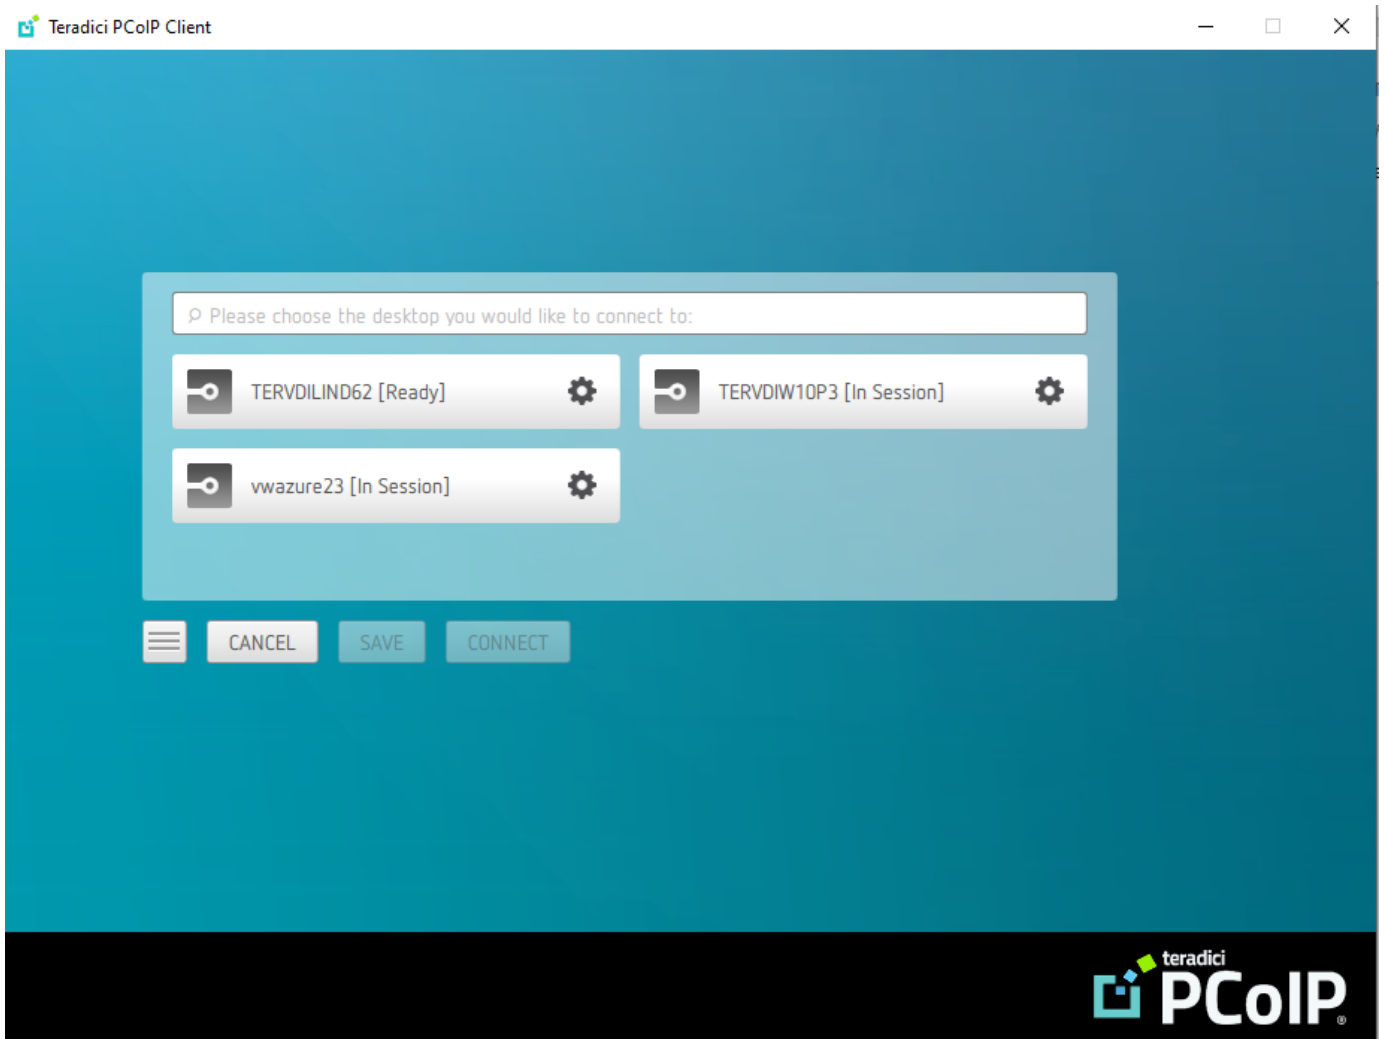 Teradici PCoIP Client
Please choose the desktop you would like to connect to:
TERVDILIND62 [Ready]
TERVDIW10P3 [In Session]
vwazure23 [In Session]
CANCEL
SAVE
CONNECT
teradici
PCoIP®